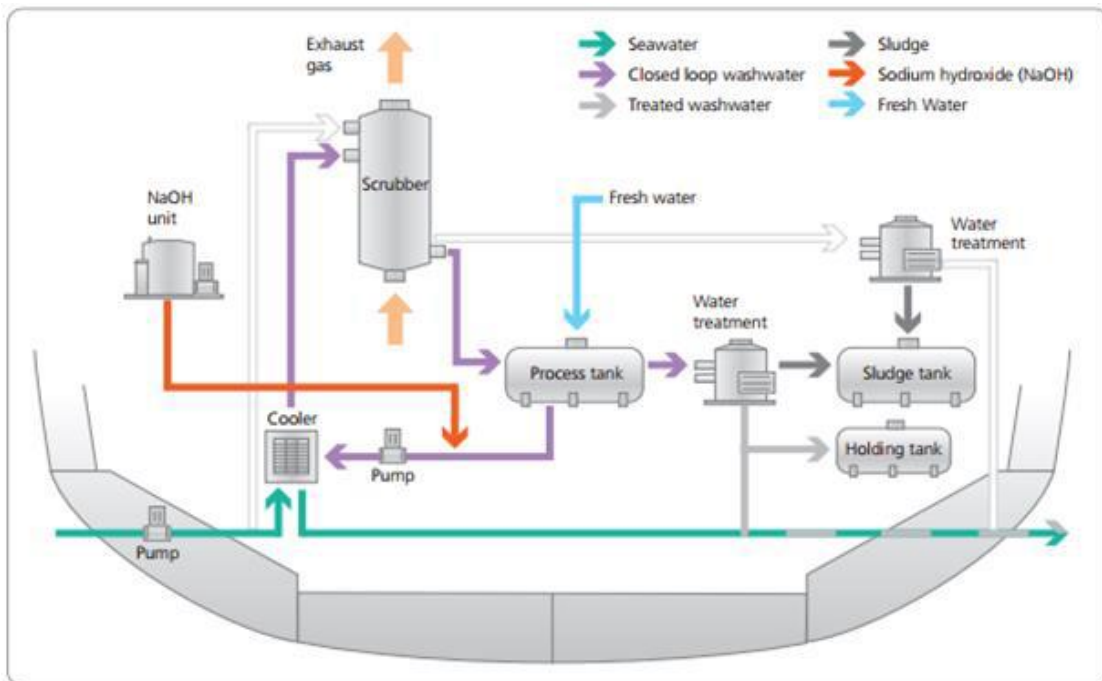 Exhaust
gas
Seawater
Closed loop washwater
Treated washwater
Sludge
Sodium hydroxide (NaOH)
Fresh Water
Scrubber
NaOH
unit
Fresh water
Water
treatment
Water
treatment
Process tank
Sludge tank
Cooler
Holding tank
Pump
Pump